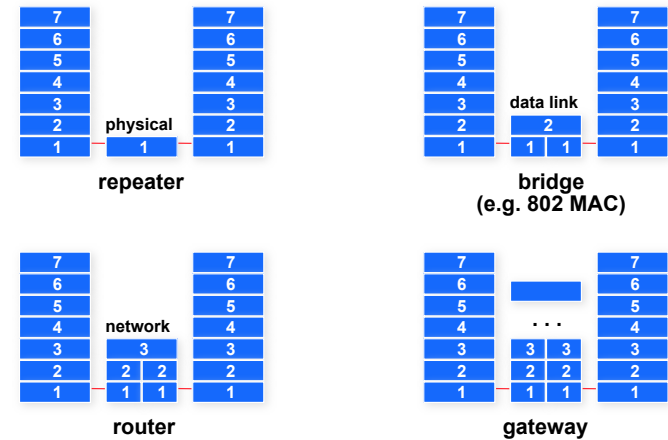 7 7
6 6
5 5
4 4
3 3
2 physical 2
1 1 1
repeater
7 7
6 6
5 5
4 4
3 data link 3
2 2 2
1 1 1 1
bridge
(e.g. 802 MAC)
7 7
6 6
5 5
4 network 4
3 3 3
2 2 2 2
1 1 1 1
router
7 7
6 6
5 5
4 . . . 4
3 3 3 3
2 2 2 2
1 1 1 1
gateway